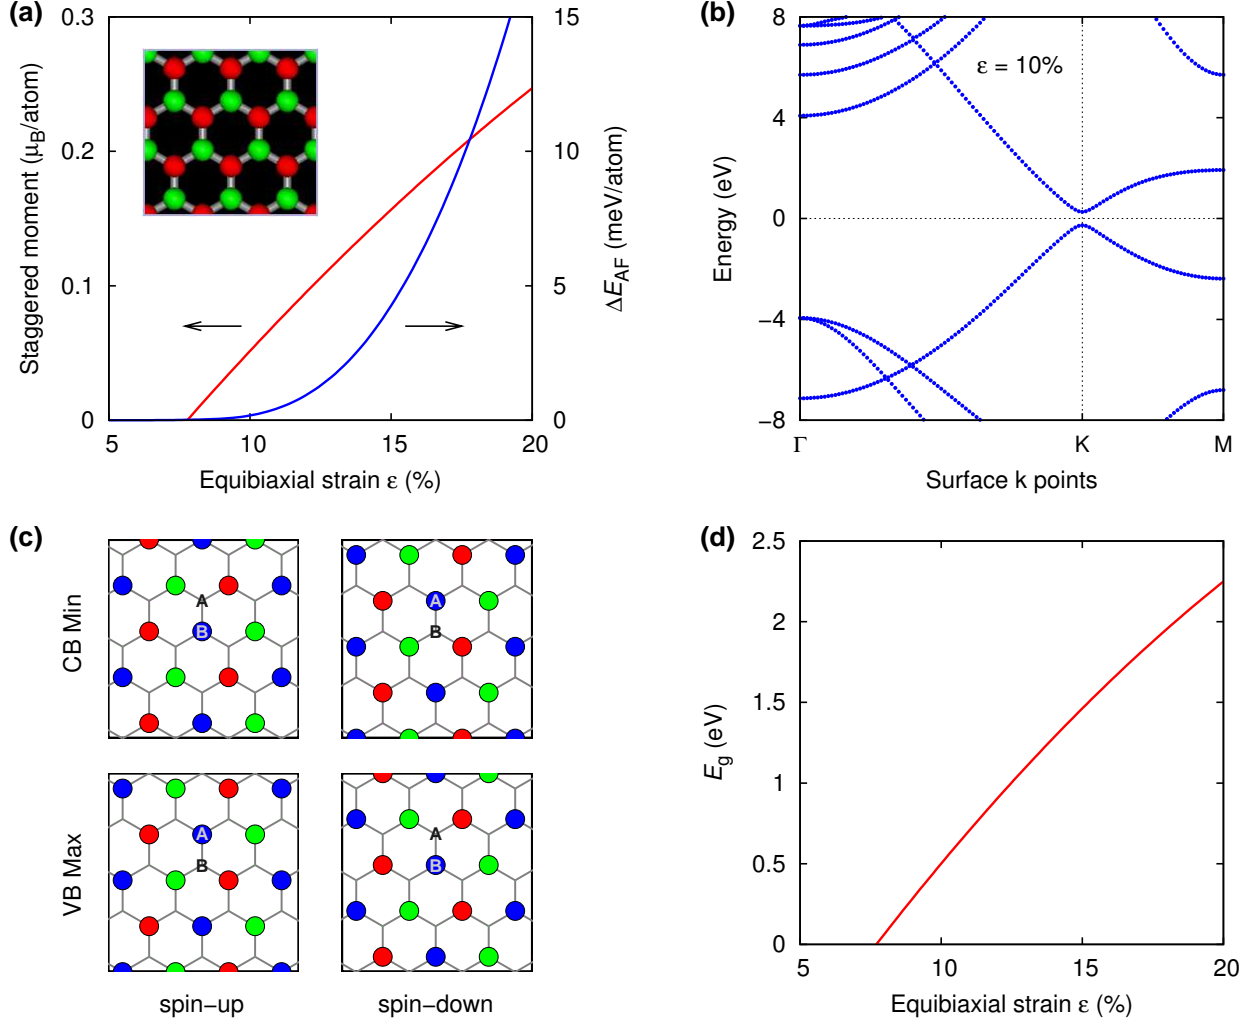 (a)
0.3
0.2
0.1
0
Staggered moment (μB/atom)
15
10
5
0
ΔEAF (meV/atom)
5
10
15
20
Equibiaxial strain ε (%)
(b)
8
4
0
−4
−8
Energy (eV)
ε = 10%
Γ
K
M
Surface k points
(c)
CB Min
A
B
A
B
VB Max
A
B
A
B
spin−up
spin−down
(d)
2.5
2
1.5
1
0.5
0
Eg (eV)
5
10
15
20
Equibiaxial strain ε (%)